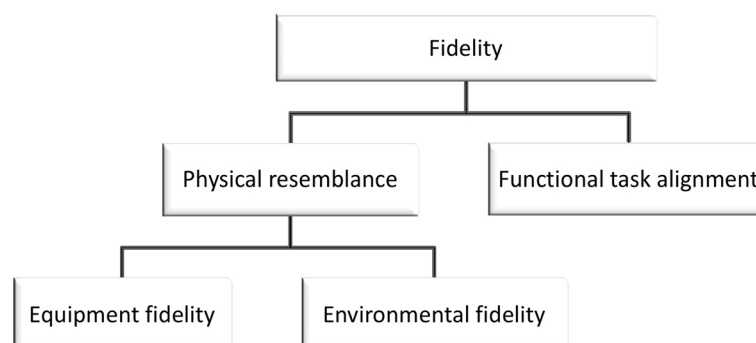 Fidelity
Physical resemblance
Functional task alignment
Equipment fidelity
Environmental fidelity